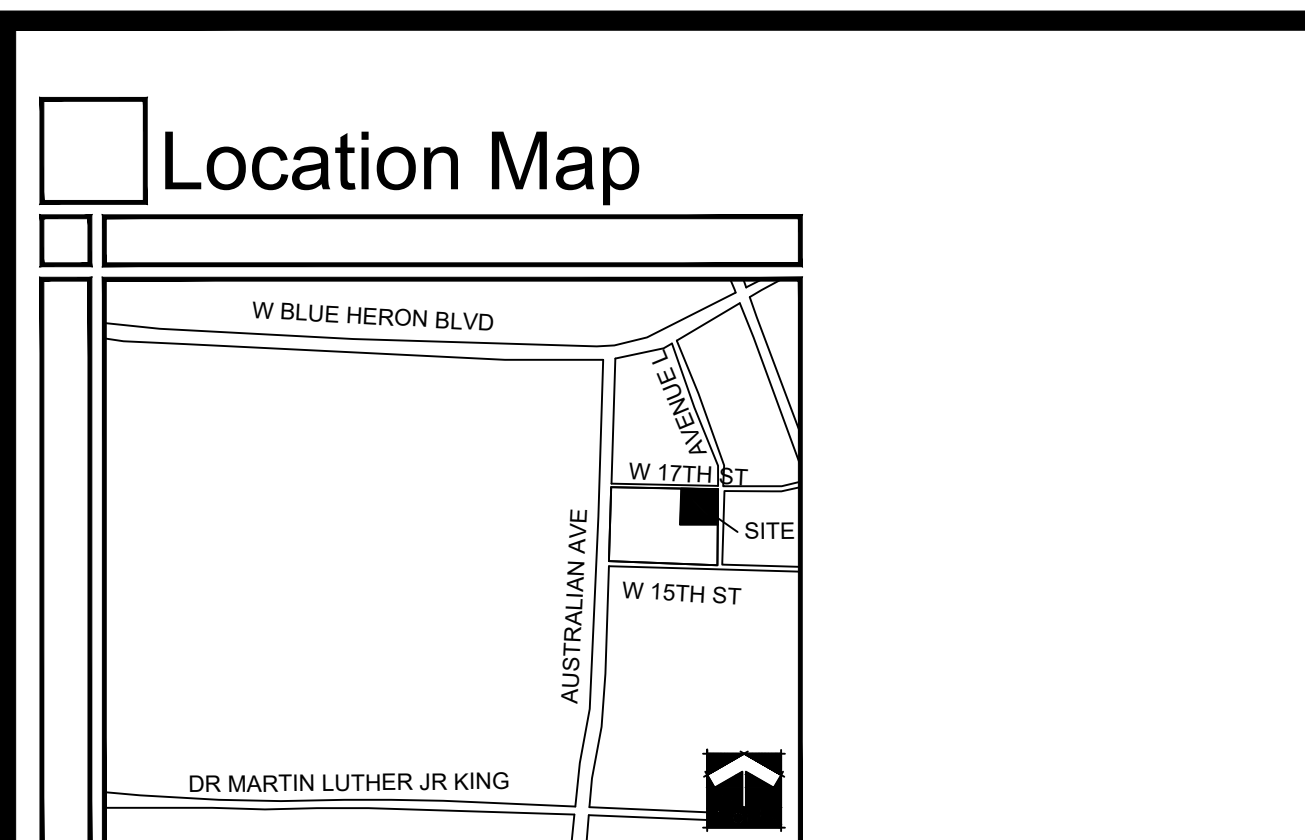 Location Map
W BLUE HERON BLVD
AVENUE L
W 17TH ST
SITE
AUSTRALIAN AVE
W 15TH ST
DR MARTIN LUTHER JR KING